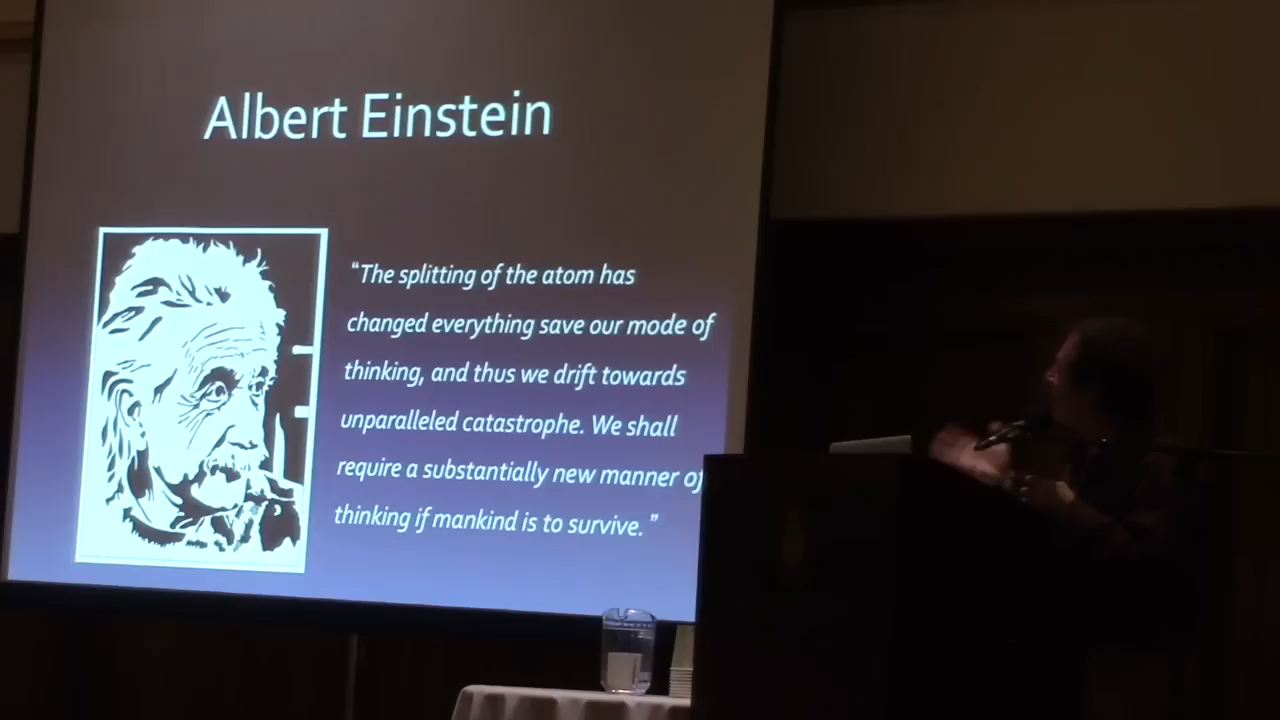 Albert Einstein
“The splitting of the atom has
changed everything save our mode of
thinking, and thus we drift towards
unparalleled catastrophe. We shall
require a substantially new manner of
thinking if mankind is to survive. ”